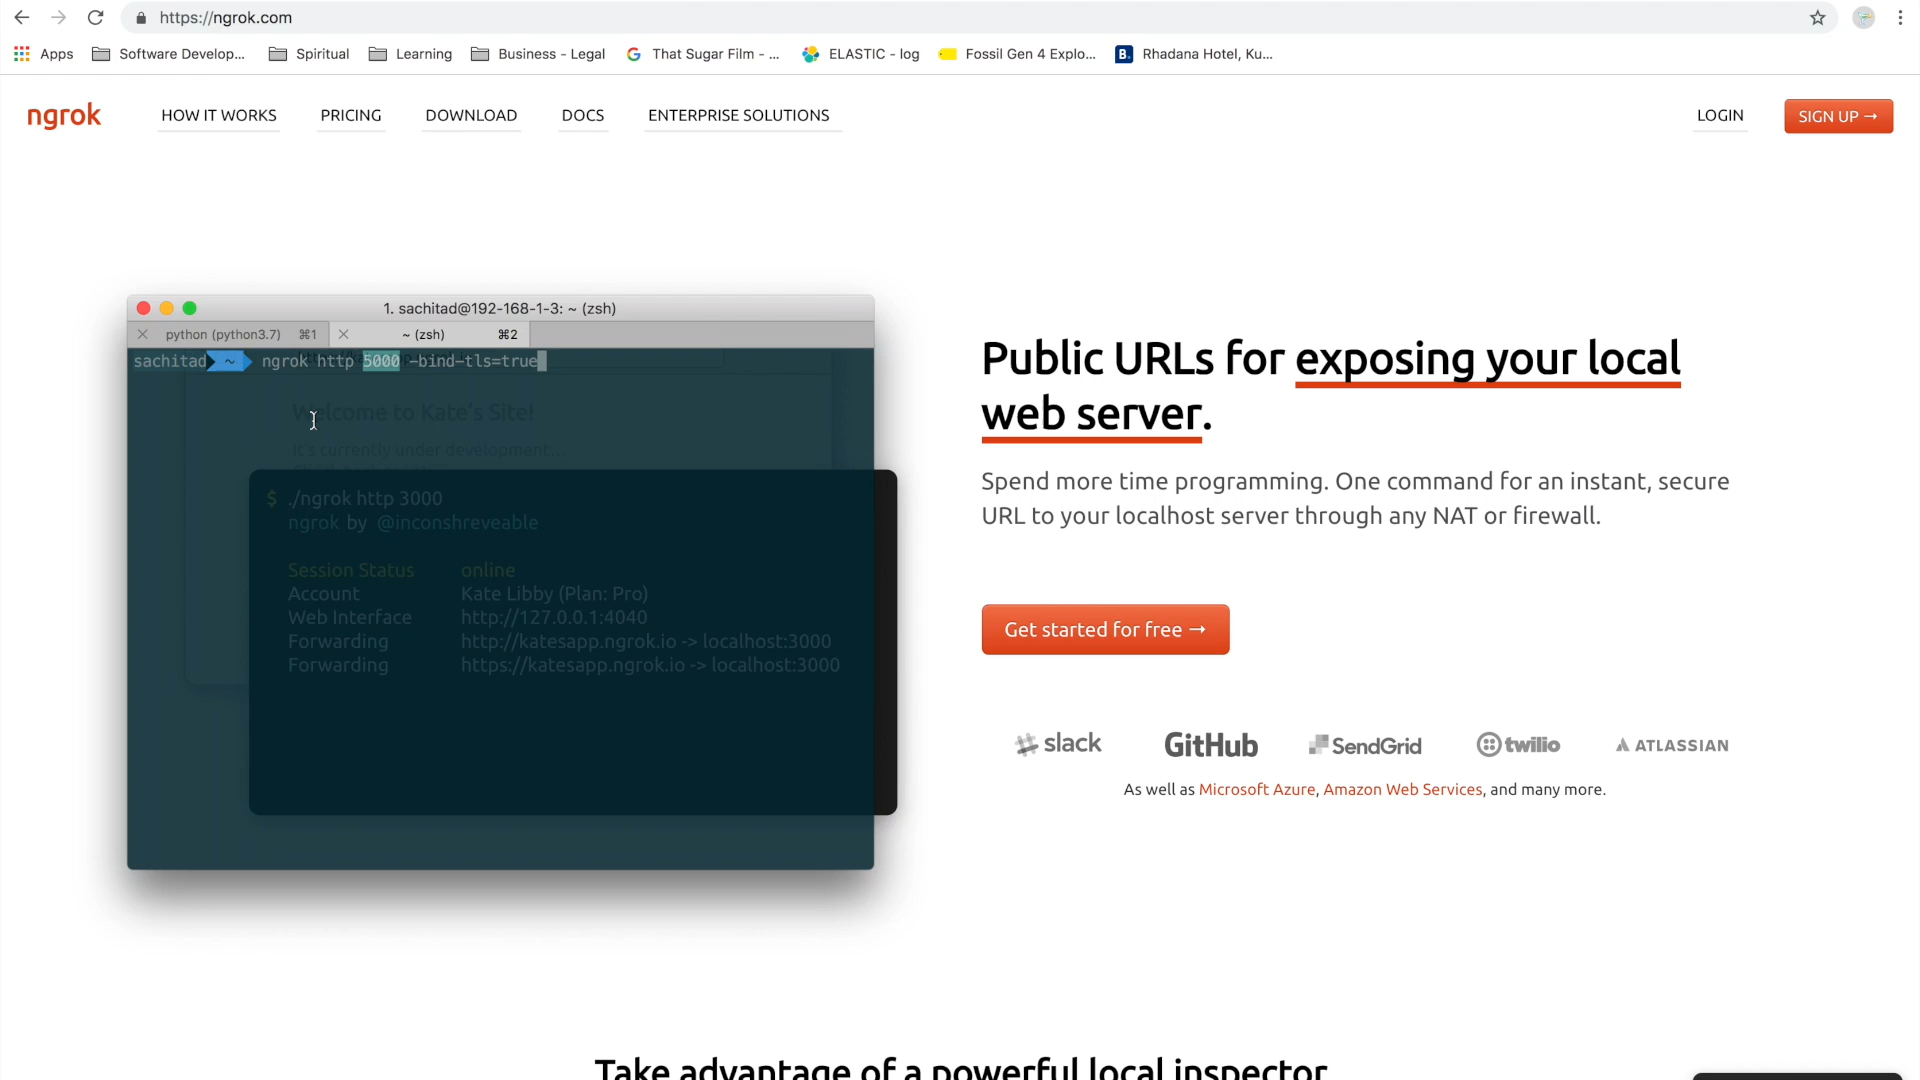 https://ngrok.com
Apps
Software Develop...
Spiritual
Learning
Business - Legal
That Sugar Film - ...
ELASTIC - log
Fossil Gen 4 Explo...
B.
Rhadana Hotel, Ku...
ngrok
HOW IT WORKS
PRICING
DOWNLOAD
DOCS
ENTERPRISE SOLUTIONS
LOGIN
SIGN UP →
1. sachitad@192-168-1-3: ~ (zsh)
python (python3.7) ⌘1
~ (zsh) ⌘2
sachitad ~ ngrok http 5000 -bind-tls=true
Welcome to Kate's Site!
It's currently under development...
$ ./ngrok http 3000
ngrok by @inconshreveable
Session Status online
Account Kate Libby (Plan: Pro)
Web Interface http://127.0.0.1:4040
Forwarding http://katesapp.ngrok.io -> localhost:3000
Forwarding https://katesapp.ngrok.io -> localhost:3000
Public URLs for exposing your local
web server.
Spend more time programming. One command for an instant, secure
URL to your localhost server through any NAT or firewall.
Get started for free →
slack
GitHub
SendGrid
twilio
ATLASSIAN
As well as Microsoft Azure, Amazon Web Services, and many more.
Take advantage of a powerful local inspector